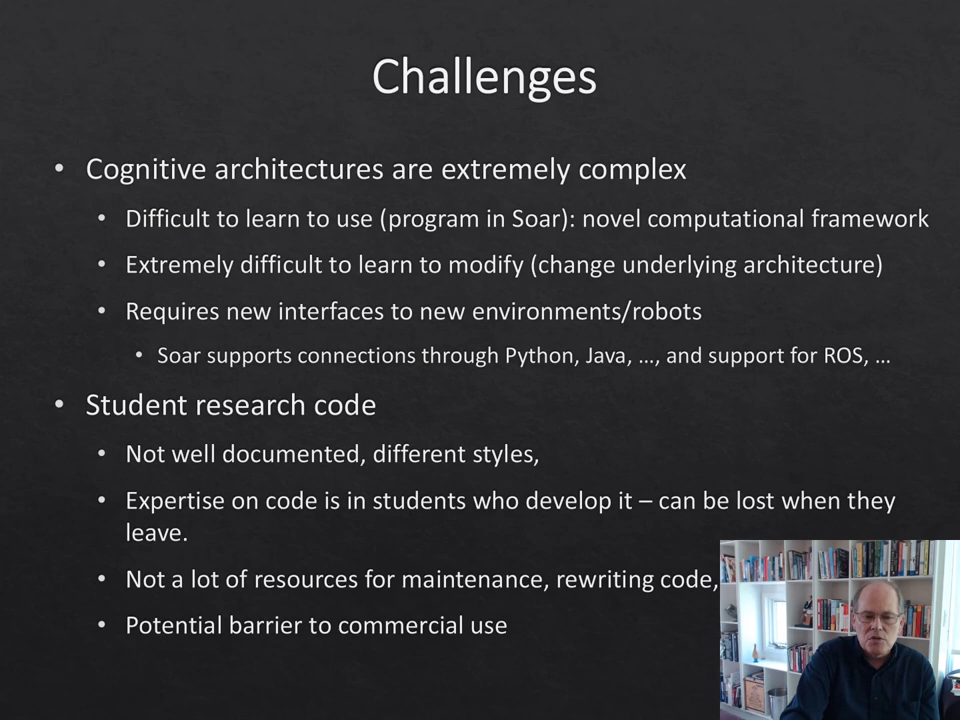 Challenges
• Cognitive architectures are extremely complex
• Difficult to learn to use (program in Soar): novel computational framework
• Extremely difficult to learn to modify (change underlying architecture)
• Requires new interfaces to new environments/robots
• Soar supports connections through Python, Java, …, and support for ROS, …
• Student research code
• Not well documented, different styles,
• Expertise on code is in students who develop it – can be lost when they
leave.
• Not a lot of resources for maintenance, rewriting code,
• Potential barrier to commercial use